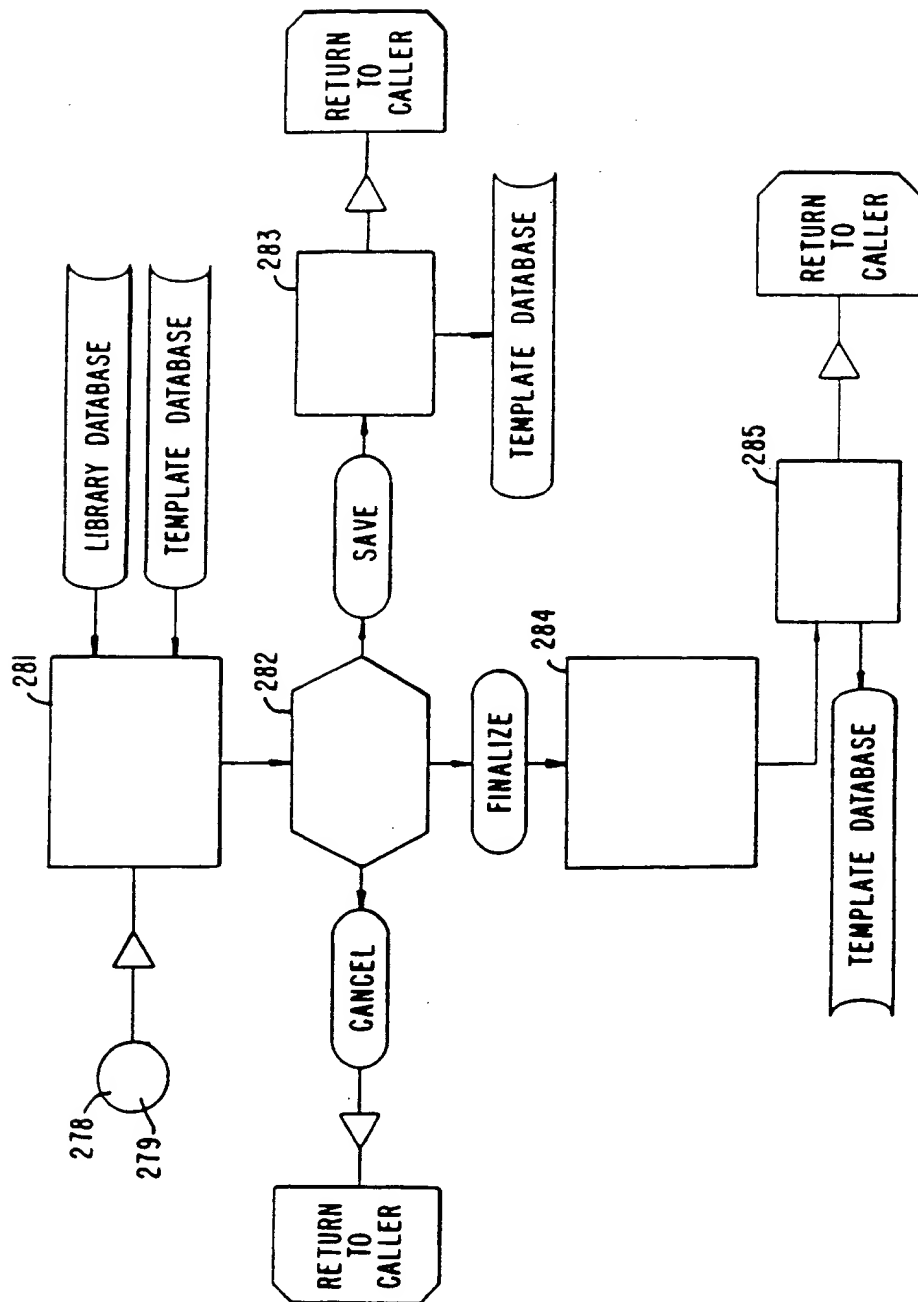 278
279
281
LIBRARY DATABASE
TEMPLATE DATABASE
282
CANCEL
RETURN
TO
CALLER
SAVE
283
RETURN
TO
CALLER
TEMPLATE DATABASE
FINALIZE
284
285
RETURN
TO
CALLER
TEMPLATE DATABASE